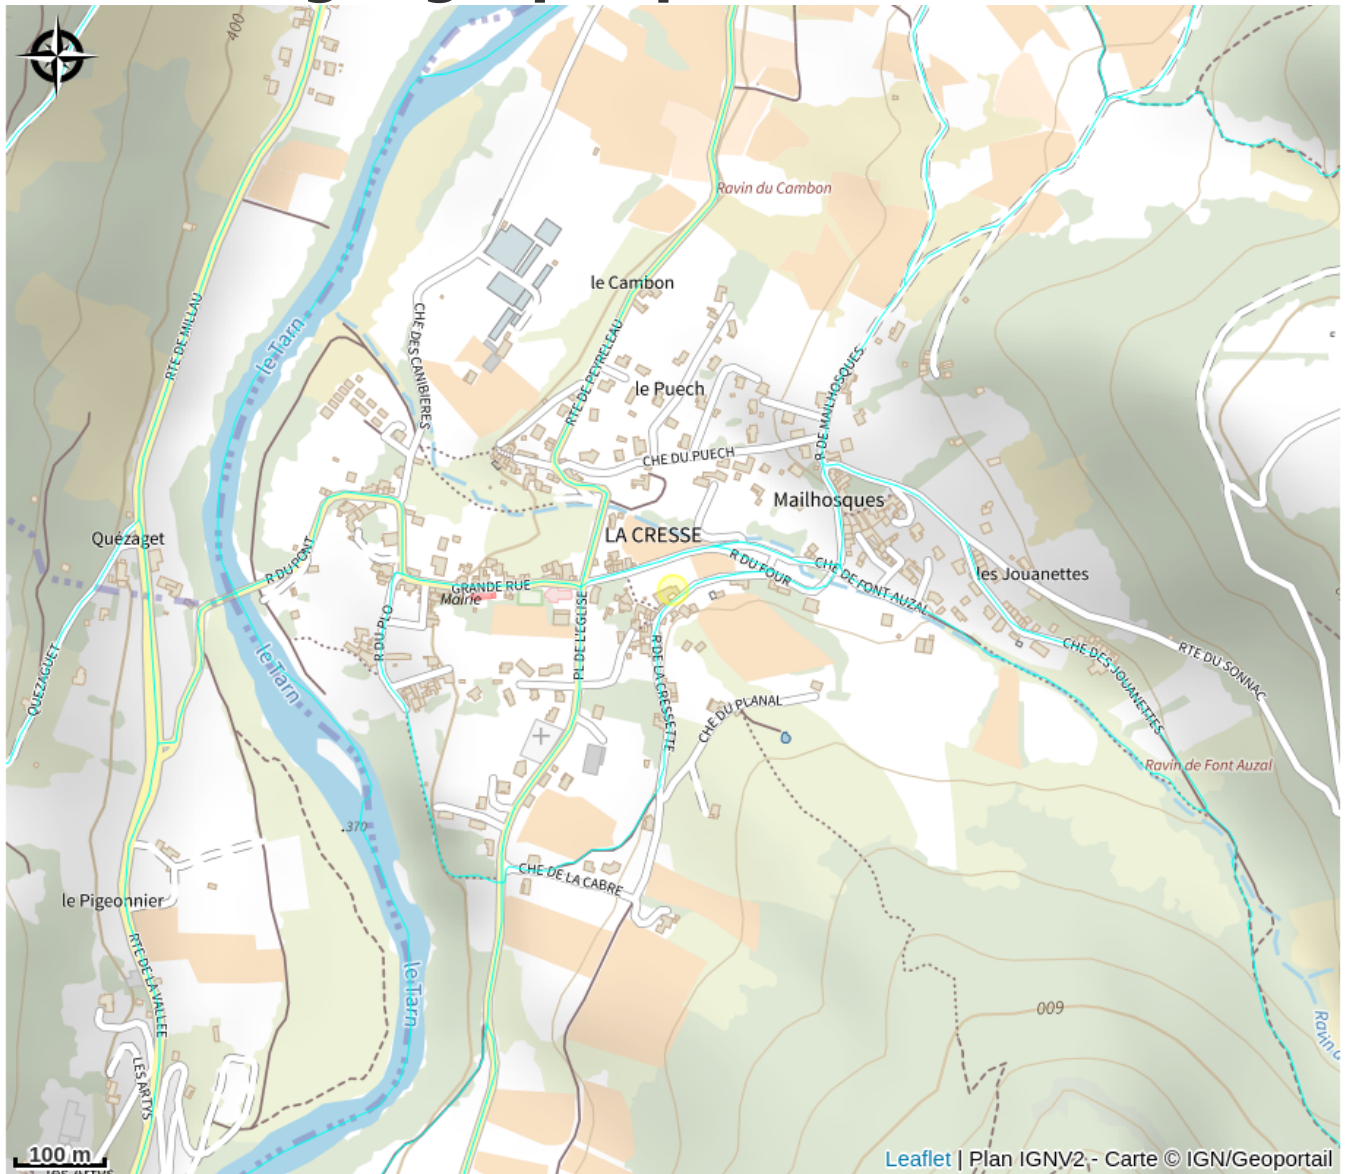 400
Ravin du Cambon
le Cambon
RTE DE MILLAU
le Tarn
CHE DES CANIBIERES
RTE DE PEYRELEAU
le Puech
R DE MAILHOSQUES
CHE DU PUECH
Mailhosques
LA CRESSE
Quézaget
R DU PONT
GRANDE RUE
Mairie
R DU FOUR
CHE DE FONT AUZAL
les Jouanettes
R DU PLO
PL DE L'EGLISE
R DE LA CRESSETTE
QUEZAGUET
le Tarn
CHE DU PLANAL
CHE DES JOUANETTES
RTE DU SONNAC
Ravin de Font Auzal
.370
CHE DE LA CABRE
le Pigeonnier
RTE DE LA VALLEE
le Tarn
600
LES ARTYS
100 m
Leaflet | Plan IGNV2 - Carte © IGN/Geoportail